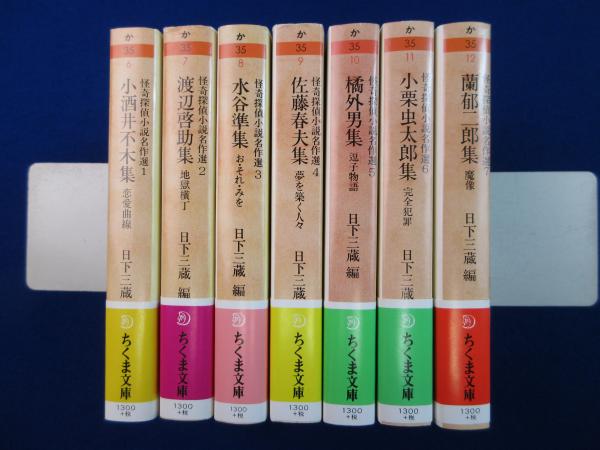 か
35
6
怪奇探偵小説名作選1
小酒井不木集
恋愛曲線
日下三蔵
ちくま文庫
1300
+税
か
35
7
怪奇探偵小説名作選2
渡辺啓助集
地獄横丁
日下三蔵 編
ちくま文庫
1300
+税
か
35
8
怪奇探偵小説名作選3
水谷準集
お・それ・みを
日下三蔵 編
ちくま文庫
1300
+税
か
35
9
怪奇探偵小説名作選4
佐藤春夫集
夢を築く人々
日下三蔵
ちくま文庫
1300
+税
か
35
10
怪奇探偵小説名作選5
橘外男集
逗子物語
日下三蔵 編
ちくま文庫
1300
+税
か
35
11
怪奇探偵小説名作選6
小栗虫太郎集
完全犯罪
日下三蔵
ちくま文庫
1300
+税
か
35
12
怪奇探偵小説名作選7
蘭郁二郎集
魔像
日下三蔵 編
ちくま文庫
1300
+税